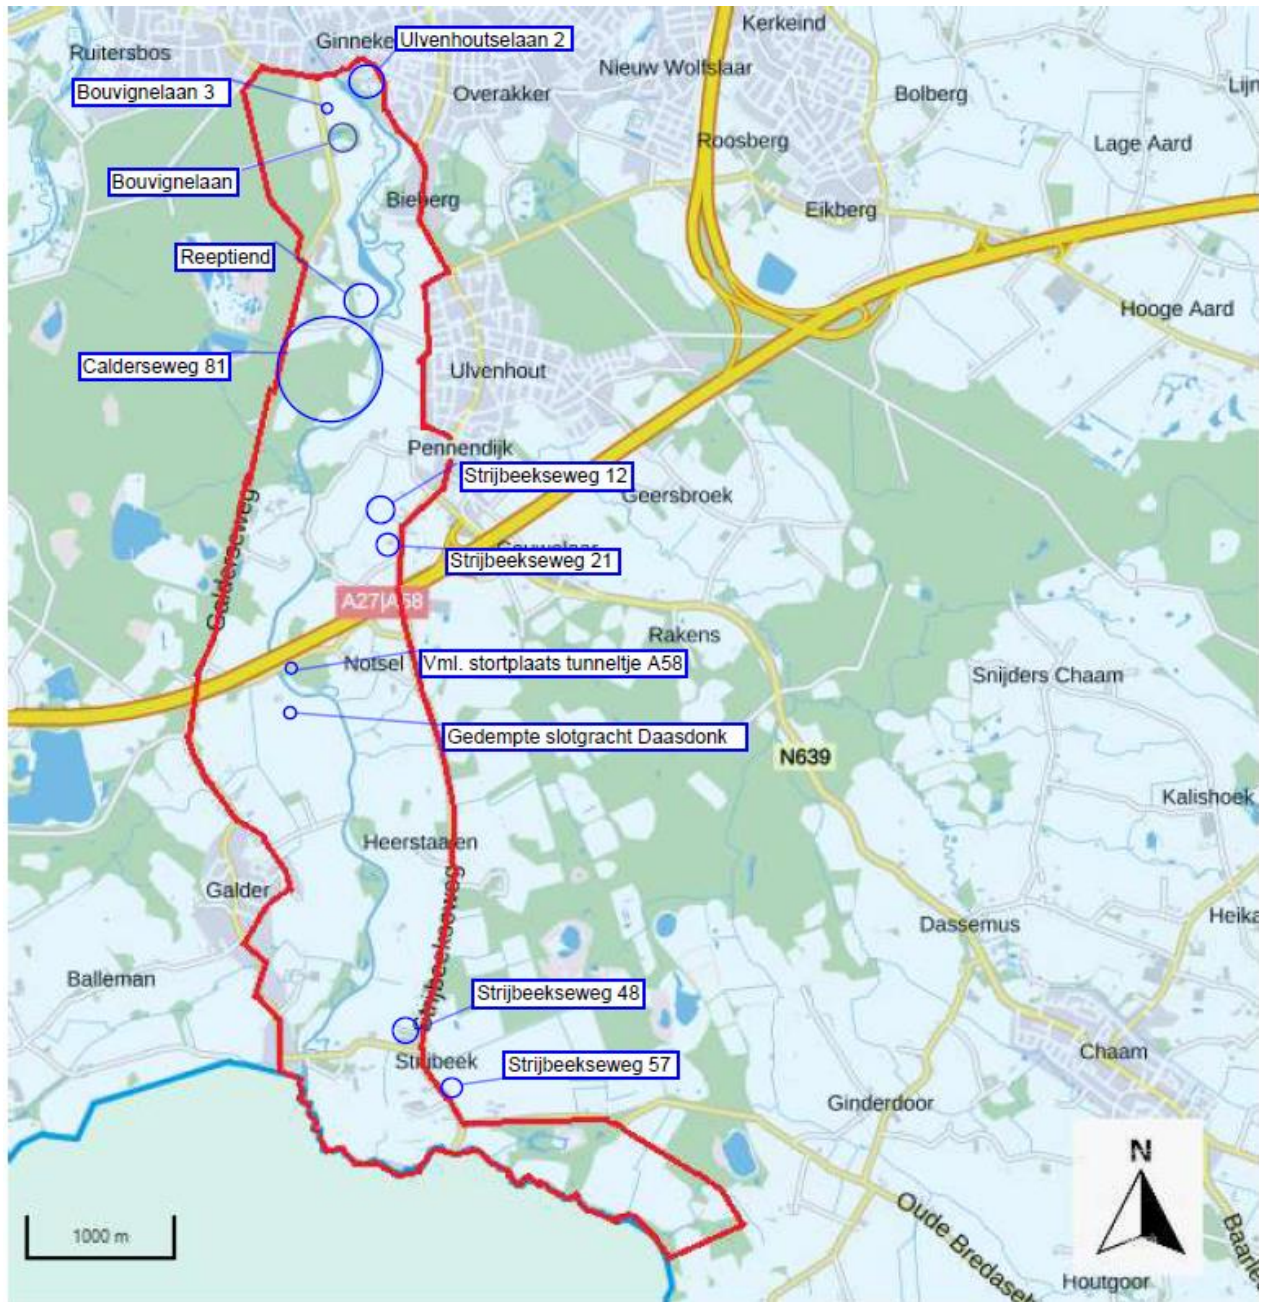 Kerkeind
Ruitersbos
Ginneke
Ulvenhoutselaan 2
Nieuw Wolfslaar
Bouvignelaan 3
Overakker
Bolberg
Lijn
Roosberg
Lage Aard
Bouvignelaan
Bieberg
Eikberg
Reeptiend
Hooge Aard
Calderseweg 81
Ulvenhout
Pennendijk
Strijbeekseweg 12
Geersbroek
Galderseweg
Strijbeekseweg 21
A27|A58
Rakens
Notsel
Vml. stortplaats tunneltje A58
Snijders Chaam
Gedempte slotgracht Daasdonk
N639
Kalishoek
Heerstaaien
Galder
Strijbeekseweg
Dassemus
Heika
Balleman
Strijbeekseweg 48
Strijbeek
Strijbeekseweg 57
Chaam
Ginderdoor
N
Oude Bredase
Baarle
1000 m
Houtgoor